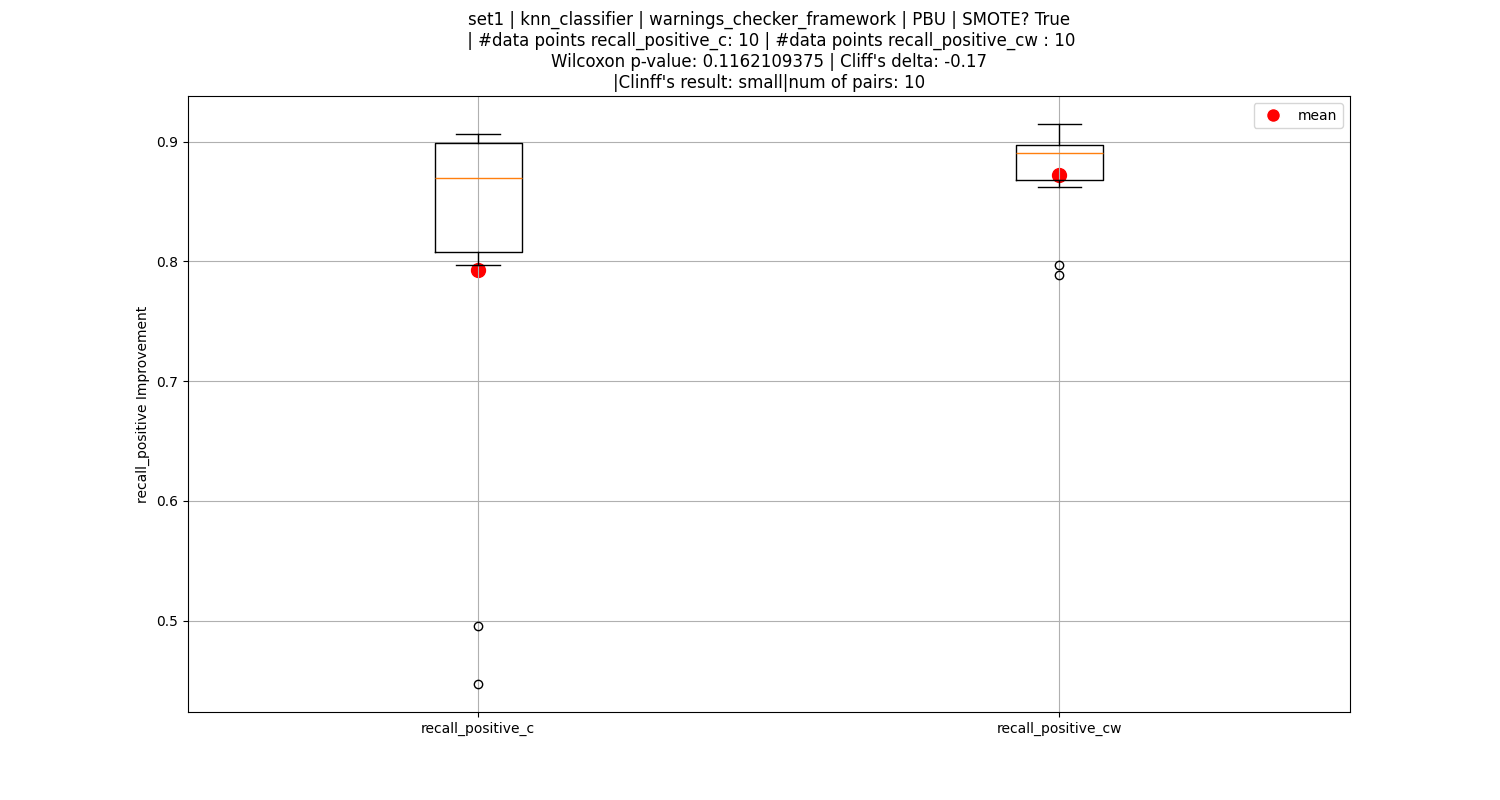 set1 | knn_classifier | warnings_checker_framework | PBU | SMOTE? True
| #data points recall_positive_c: 10 | #data points recall_positive_cw : 10
Wilcoxon p-value: 0.1162109375 | Cliff's delta: -0.17
|Clinff's result: small|num of pairs: 10
mean
0.9
0.8
0.7
0.6
0.5
recall_positive Improvement
recall_positive_c
recall_positive_cw